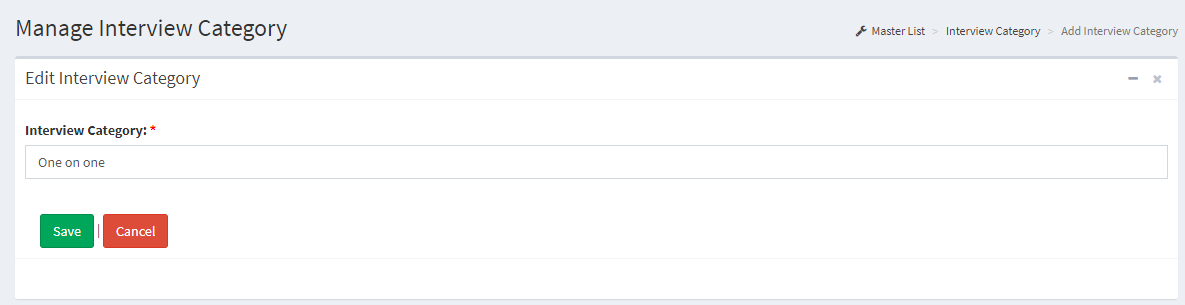 Manage Interview Category
Master List > Interview Category > Add Interview Category
Edit Interview Category
Interview Category: *
One on one
Save | Cancel